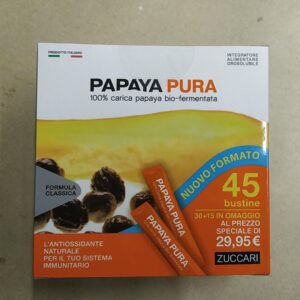 PRODOTTO ITALIANO
INTEGRATORE
ALIMENTARE
OROSOLUBILE
PAPAYA PURA
100% carica papaya bio-fermentata
NUOVO FORMATO
45
bustine
30+15 IN OMAGGIO
AL PREZZO
SPECIALE DI
29,95€
ZUCCARI
FORMULA
CLASSICA
PAPAYA PURA
PAPAYA PURA
L'ANTIOSSIDANTE
NATURALE
PER IL TUO SISTEMA
IMMUNITARIO